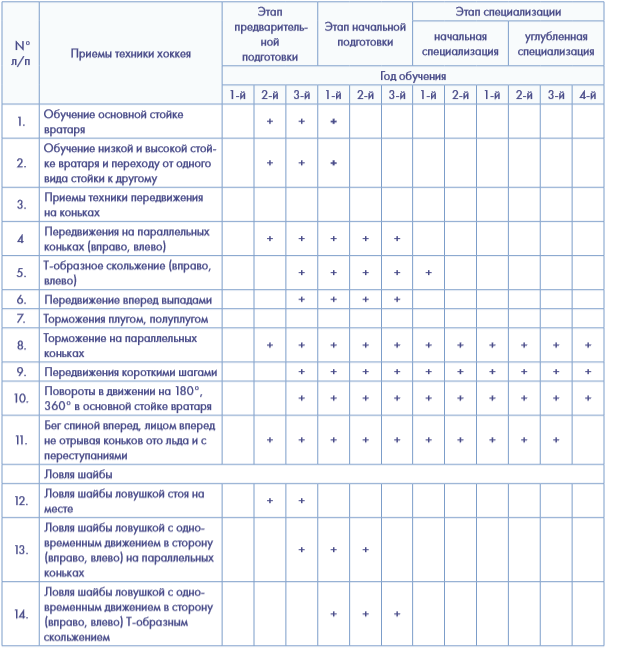 №
л/п
Приемы техники хоккея
Этап
предваритель-
ной
подготовки
Этап начальной
подготовки
Этап специализации
начальная
специализация
углубленная
специализация
Год обучения
1-й 2-й 3-й 1-й 2-й 3-й 1-й 2-й 1-й 2-й 3-й 4-й
1. Обучение основной стойке
вратаря
+ + +
2. Обучение низкой и высокой стой-
ке вратаря и переходу от одного
вида стойки к другому
+ + +
3. Приемы техники передвижения
на коньках
4 Передвижения на параллельных
коньках (вправо, влево)
+ + + + +
5. Т-образное скольжение (вправо,
влево)
+ + + + +
6. Передвижение вперед выпадами + + + +
7. Торможения плугом, полуплугом
8. Торможение на параллельных
коньках
+ + + + + + + + + + +
9. Передвижения короткими шагами + + + + + + + + + +
10. Повороты в движении на 180°,
360° в основной стойке вратаря
+ + + + + + + + + +
11. Бег спиной вперед, лицом вперед
не отрывая коньков ото льда и с
переступаниями
+ + + + + + + + + +
Ловля шайбы
12. Ловля шайбы ловушкой стоя на
месте
+ +
13. Ловля шайбы ловушкой с одно-
временным движением в сторону
(вправо, влево) на параллельных
коньках
+ + +
14. Ловля шайбы ловушкой с одно-
временным движением в сторону
(вправо, влево) Т-образным
скольжением
+ + +